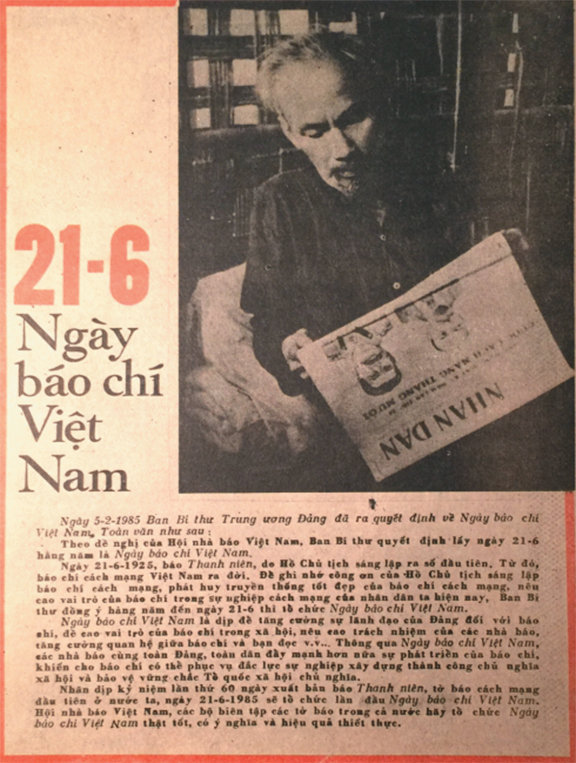 21-6
Ngày
báo chí
Việt
Nam
NHÂN DÂN
CÁCH MẠNG THÁNG MƯỜI
Ngày 5-2-1985 Ban Bí thư Trung ương Đảng đã ra quyết định về Ngày báo chí
Việt Nam. Toàn văn như sau:
Theo đề nghị của Hội nhà báo Việt Nam, Ban Bí thư quyết định lấy ngày 21-6
hằng năm là Ngày báo chí Việt Nam.
Ngày 21-6-1925, báo Thanh niên, do Hồ Chủ tịch sáng lập ra số đầu tiên. Từ đó,
báo chí cách mạng Việt Nam ra đời. Để ghi nhớ công ơn của Hồ Chủ tịch sáng lập
báo chí cách mạng, phát huy truyền thống tốt đẹp của báo chí cách mạng, nêu
cao vai trò của báo chí trong sự nghiệp cách mạng của nhân dân ta hiện nay, Ban Bí
thư đồng ý hàng năm đến ngày 21-6 thì tổ chức Ngày báo chí Việt Nam.
Ngày báo chí Việt Nam là dịp để tăng cường sự lãnh đạo của Đảng đối với báo
chí, đề cao vai trò của báo chí trong xã hội, nêu cao trách nhiệm của các nhà báo,
tăng cường quan hệ giữa báo chí và bạn đọc v.v... Thông qua Ngày báo chí Việt Nam,
các nhà báo cùng toàn Đảng, toàn dân đẩy mạnh hơn nữa sự phát triển của báo chí,
khiến cho báo chí có thể phục vụ đắc lực sự nghiệp xây dựng thành công chủ nghĩa
xã hội và bảo vệ vững chắc Tổ quốc xã hội chủ nghĩa.
Nhân dịp kỷ niệm lần thứ 60 ngày xuất bản báo Thanh niên, tờ báo cách mạng
đầu tiên ở nước ta, ngày 21-6-1985 sẽ tổ chức lần đầu Ngày báo chí Việt Nam.
Hội nhà báo Việt Nam, các bộ biên tập các tờ báo trong cả nước hãy tổ chức Ngày
báo chí Việt Nam thật tốt, có ý nghĩa và hiệu quả thiết thực.